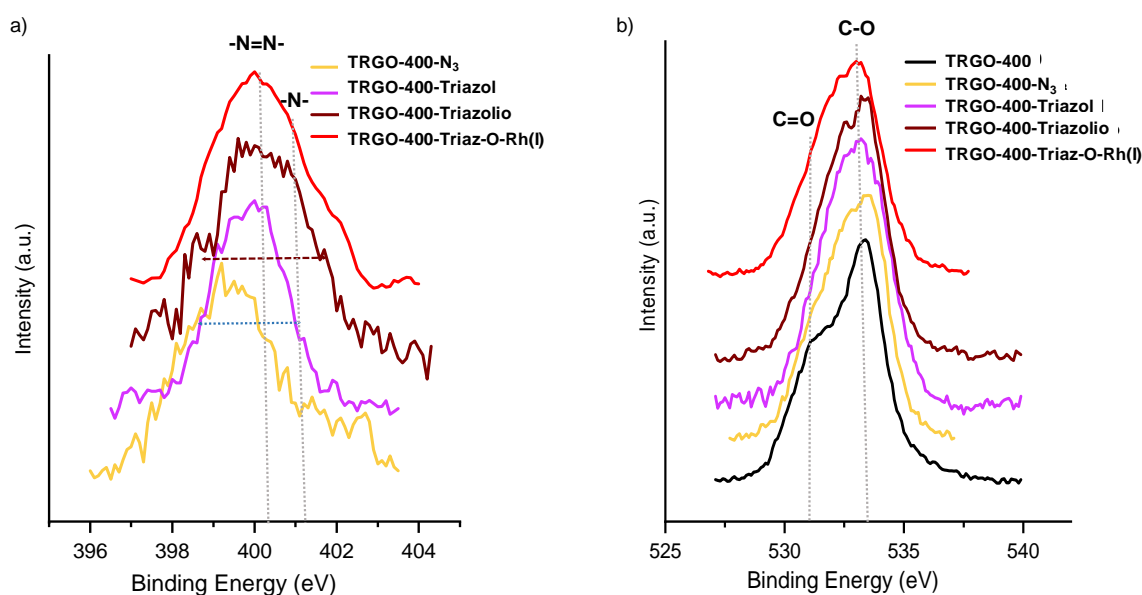 a)
-N=N-
-N-
TRGO-400-N₃
TRGO-400-Triazol
TRGO-400-Triazolio
TRGO-400-Triaz-O-Rh(I)
Intensity (a.u.)
396 398 400 402 404
Binding Energy (eV)
b)
C-O
C=O
TRGO-400
TRGO-400-N₃
TRGO-400-Triazol
TRGO-400-Triazolio
TRGO-400-Triaz-O-Rh(I)
Intensity (a.u.)
525 530 535 540
Binding Energy (eV)